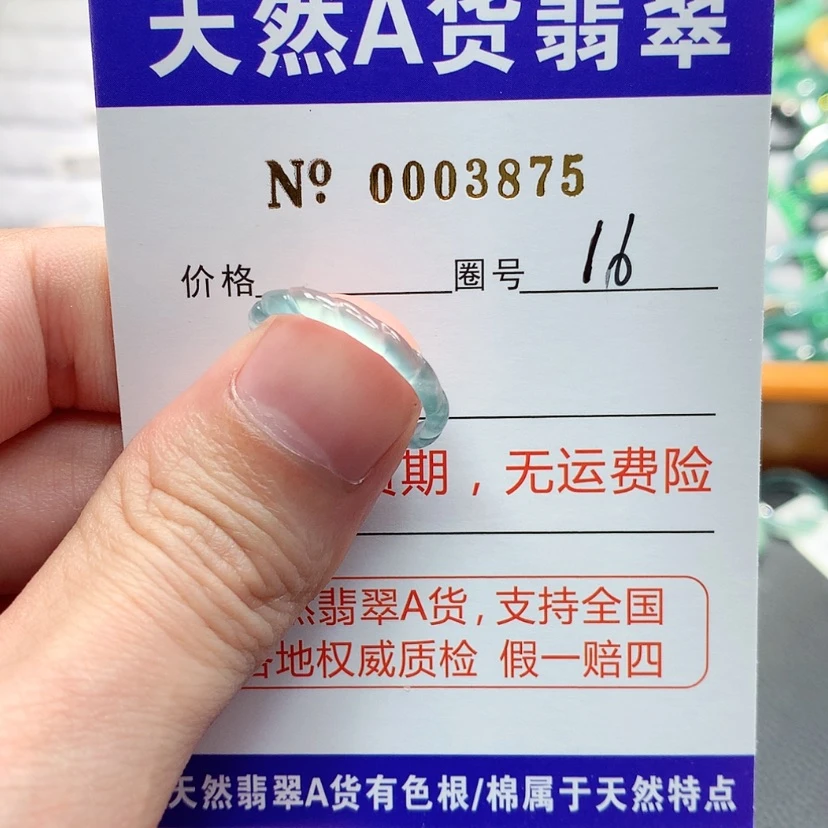 天然A货翡翠
Nº 0003875
价格 圈号 16
期，无运费险
翡翠A货，支持全国
地权威质检 假一赔四
天然翡翠A货有色根/棉属于天然特点